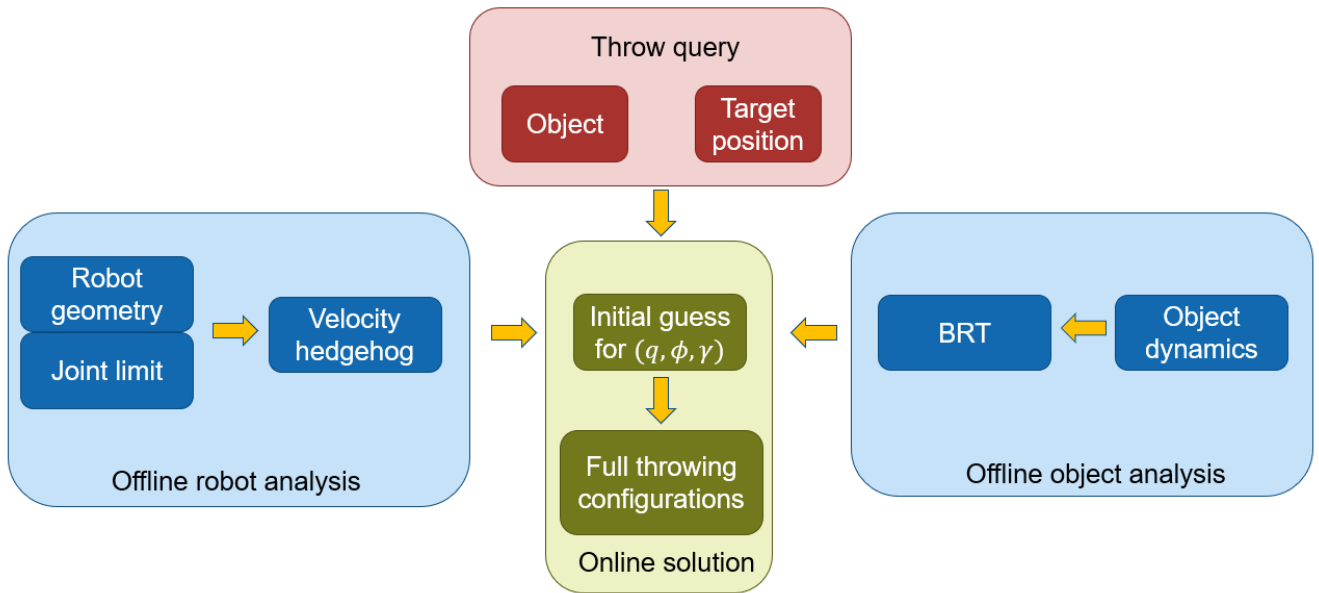 Throw query
Object
Target
position
Robot
geometry
Joint limit
Velocity
hedgehog
Offline robot analysis
Initial guess
for (q, ϕ, γ)
Full throwing
configurations
Online solution
BRT
Object
dynamics
Offline object analysis